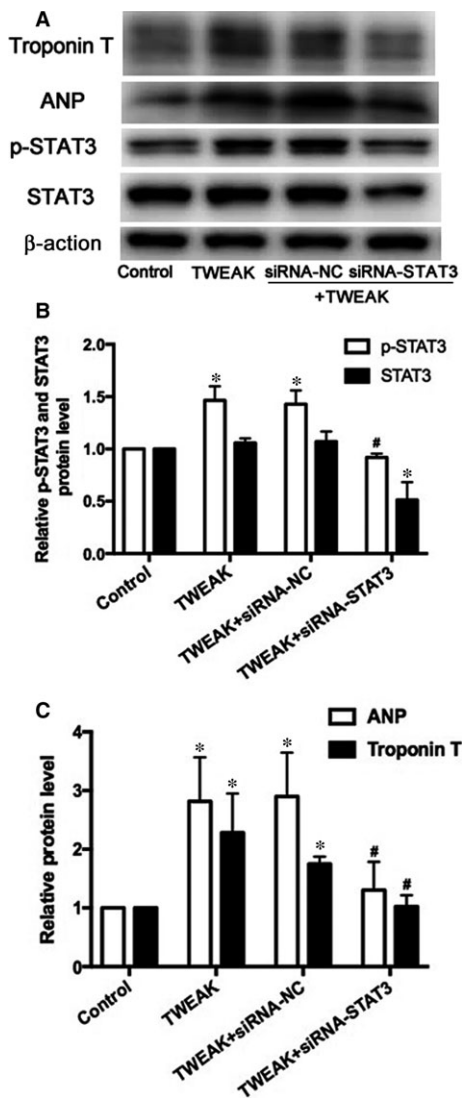 A
Troponin T
ANP
p-STAT3
STAT3
β-action
Control TWEAK siRNA-NC siRNA-STAT3
+TWEAK
B
p-STAT3
STAT3
Relative p-STAT3 and STAT3
protein level
2.0
1.5
1.0
0.5
0.0
* * # *
Control
TWEAK
TWEAK+siRNA-NC
TWEAK+siRNA-STAT3
C
ANP
Troponin T
Relative protein level
4
3
2
1
0
* * * * # #
Control
TWEAK
TWEAK+siRNA-NC
TWEAK+siRNA-STAT3